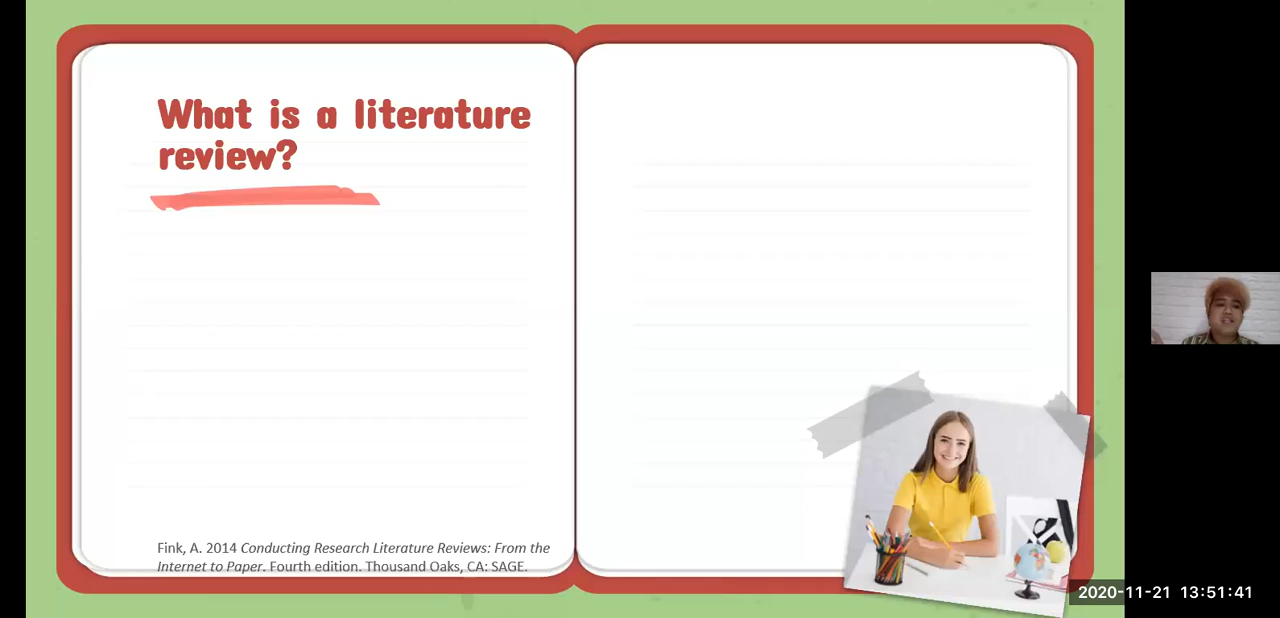 What is a literature
review?
Fink, A. 2014 Conducting Research Literature Reviews: From the
Internet to Paper. Fourth edition. Thousand Oaks, CA: SAGE.
2020-11-21 13:51:41